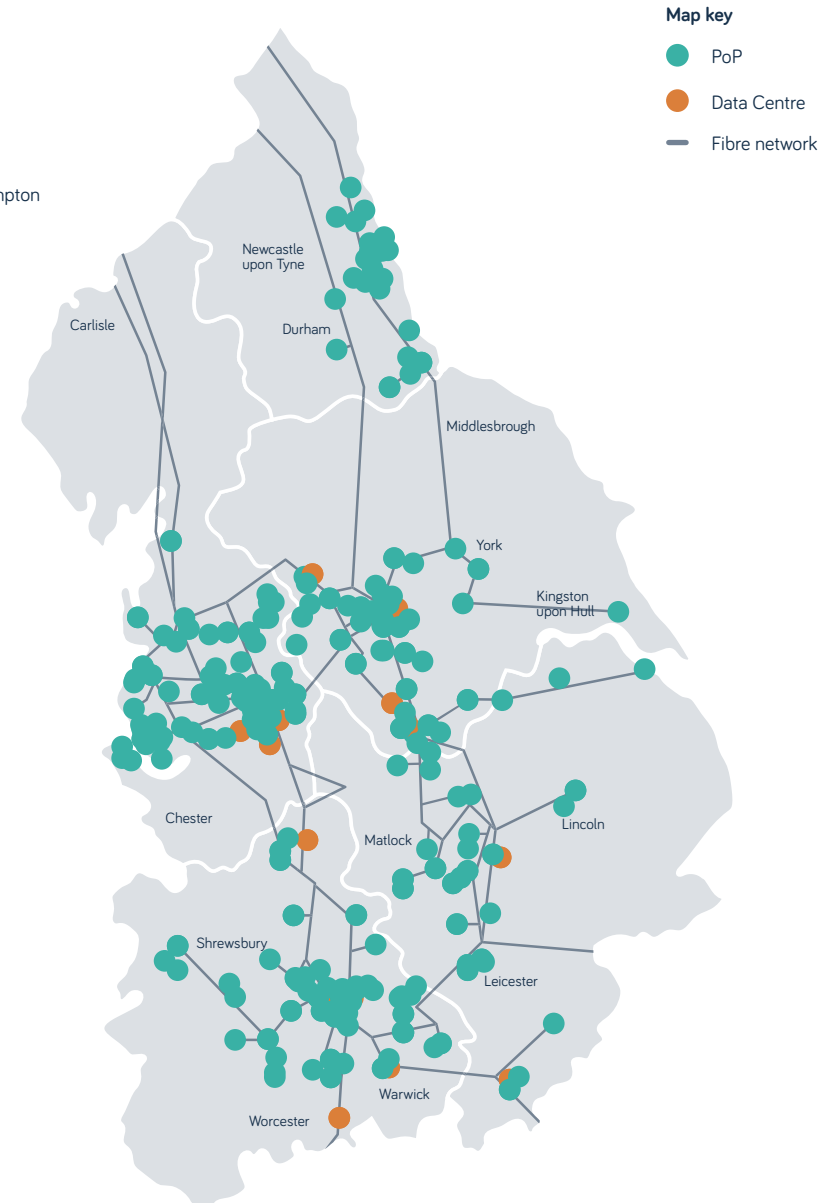 Map key
PoP
Data Centre
Fibre network
Newcastle
upon Tyne
Carlisle
Durham
Middlesbrough
York
Kingston
upon Hull
Chester
Matlock
Lincoln
Shrewsbury
Leicester
Warwick
Worcester